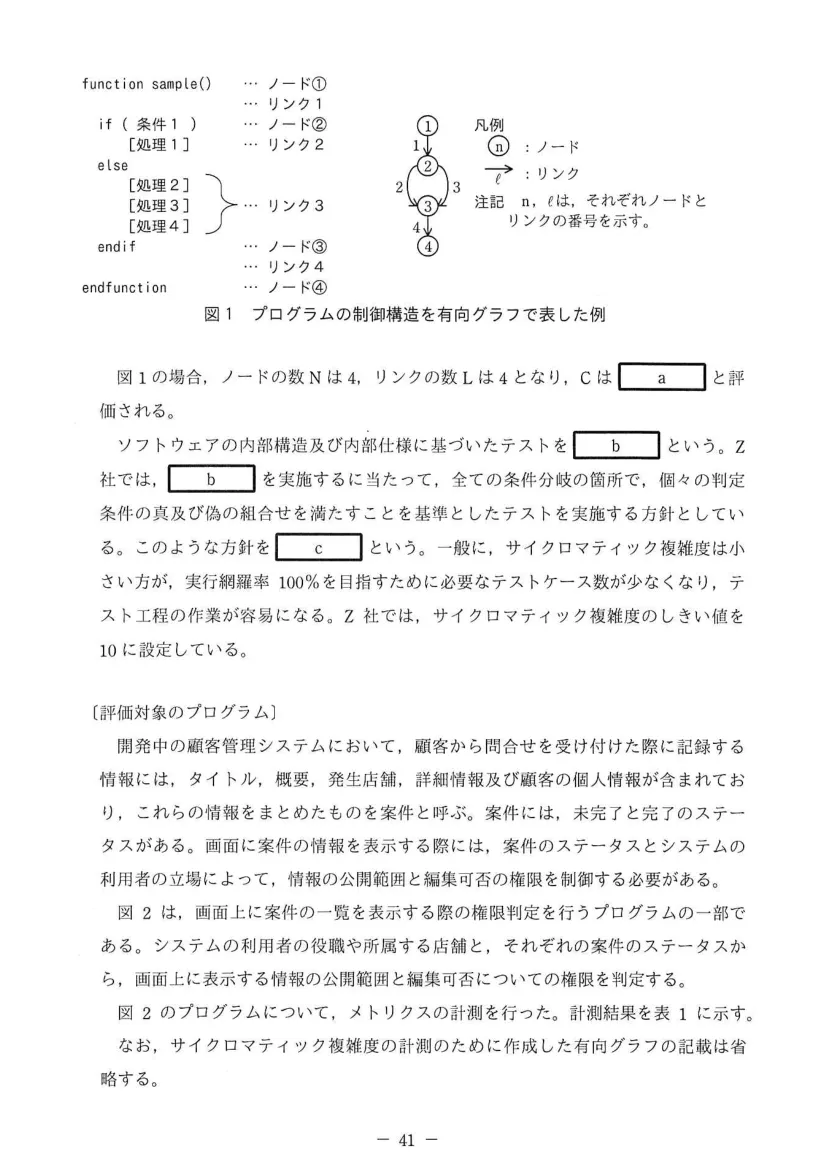 function sample() … ノード①
… リンク1
if ( 条件1 ) … ノード②
[処理1] … リンク2
else
[処理2]
[処理3] … リンク3
[処理4]
endif … ノード③
… リンク4
endfunction … ノード④
1
1
2
2 3
3
4
4
凡例
n :ノード
ℓ :リンク
注記 n,ℓは,それぞれノードと
リンクの番号を示す。
図1 プログラムの制御構造を有向グラフで表した例
図1の場合,ノードの数Nは4,リンクの数Lは4となり,Cは a と評
価される。
ソフトウェアの内部構造及び内部仕様に基づいたテストを b という。Z
社では, b を実施するに当たって,全ての条件分岐の箇所で,個々の判定
条件の真及び偽の組合せを満たすことを基準としたテストを実施する方針としてい
る。このような方針を c という。一般に,サイクロマティック複雑度は小
さい方が,実行網羅率 100%を目指すために必要なテストケース数が少なくなり,テ
スト工程の作業が容易になる。Z 社では,サイクロマティック複雑度のしきい値を
10 に設定している。
〔評価対象のプログラム〕
開発中の顧客管理システムにおいて,顧客から問合せを受け付けた際に記録する
情報には,タイトル,概要,発生店舗,詳細情報及び顧客の個人情報が含まれてお
り,これらの情報をまとめたものを案件と呼ぶ。案件には,未完了と完了のステー
タスがある。画面に案件の情報を表示する際には,案件のステータスとシステムの
利用者の立場によって,情報の公開範囲と編集可否の権限を制御する必要がある。
図 2 は,画面上に案件の一覧を表示する際の権限判定を行うプログラムの一部で
ある。システムの利用者の役職や所属する店舗と,それぞれの案件のステータスか
ら,画面上に表示する情報の公開範囲と編集可否についての権限を判定する。
図 2 のプログラムについて,メトリクスの計測を行った。計測結果を表 1 に示す。
なお,サイクロマティック複雑度の計測のために作成した有向グラフの記載は省
略する。
- 41 -